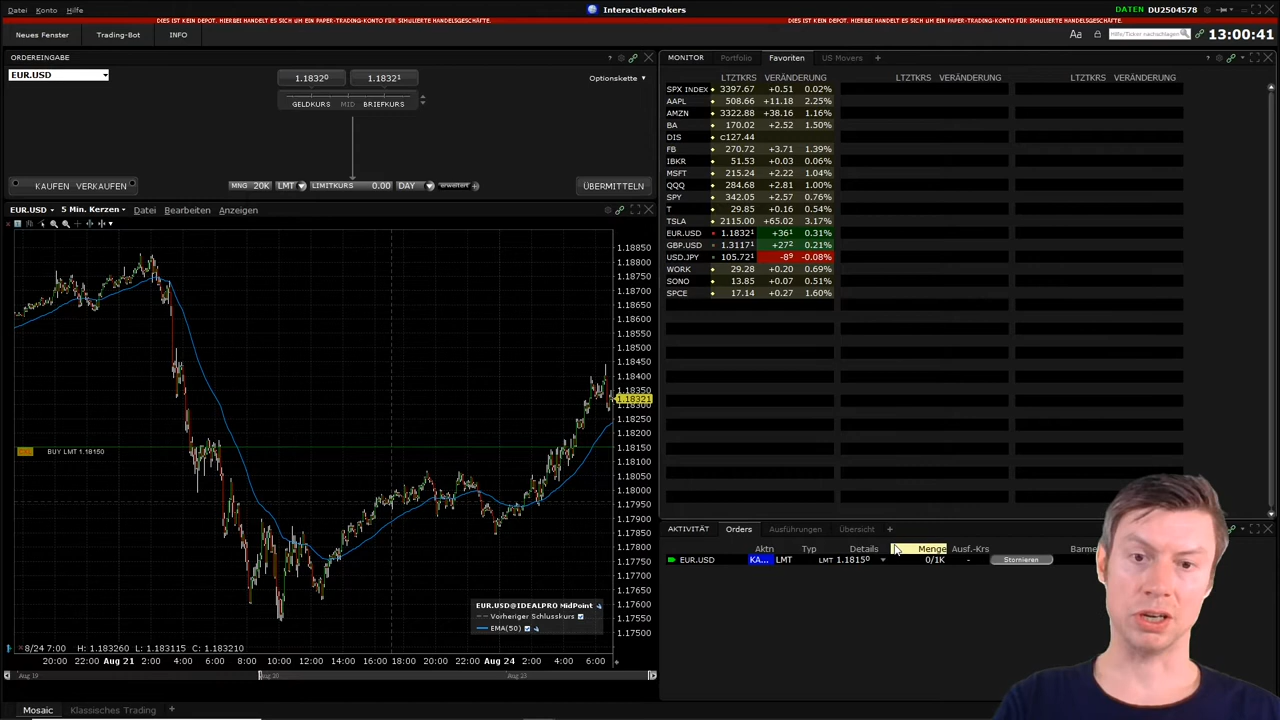 Datei Konto Hilfe
InteractiveBrokers
DATEN DU2504578
DIES IST KEIN DEPOT. HIERBEI HANDELT ES SICH UM EIN PAPER-TRADING-KONTO FÜR SIMULIERTE HANDELSGESCHÄFTE.
DIES IST KEIN DEPOT. HIERBEI HANDELT ES SICH UM EIN PAPER-TRADING-KONTO FÜR SIMULIERTE HANDELSGESCHÄFTE.
Neues Fenster Trading-Bot INFO
Aa Hilfe/Ticker nachschlagen 13:00:41
ORDEREINGABE
EUR.USD
1.1832⁰ 1.1832¹
Optionskette
GELDKURS MID BRIEFKURS
KAUFEN VERKAUFEN
MNG 20K LMT LIMITKURS 0.00 DAY erweitert ÜBERMITTELN
EUR.USD 5 Min. Kerzen Datei Bearbeiten Anzeigen
1.18850
1.18800
1.18750
1.18700
1.18650
1.18600
1.18550
1.18500
1.18450
1.18400
1.18350
1.18321
1.18300
1.18250
1.18200
1.18150
1.18100
1.18050
1.18000
1.17950
1.17900
1.17850
1.17800
1.17750
1.17700
1.17650
1.17600
1.17550
1.17500
BUY LMT 1.18150
EUR.USD@IDEALPRO MidPoint
Vorheriger Schlusskurs
EMA(50)
8/24 7:00 H: 1.183260 L: 1.183115 C: 1.183210
20:00 22:00 Aug 21 2:00 4:00 6:00 8:00 10:00 12:00 14:00 16:00 18:00 20:00 22:00 Aug 24 2:00 4:00 6:00
Aug 19 Aug 20 Aug 23
Mosaic Klassisches Trading +
MONITOR Portfolio Favoriten US Movers +
LTZTKRS VERÄNDERUNG LTZTKRS VERÄNDERUNG LTZTKRS VERÄNDERUNG
SPX INDEX 3397.67 +0.51 0.02%
AAPL 508.66 +11.18 2.25%
AMZN 3322.88 +38.16 1.16%
BA 170.02 +2.52 1.50%
DIS c127.44
FB 270.72 +3.71 1.39%
IBKR 51.53 +0.03 0.06%
MSFT 215.24 +2.22 1.04%
QQQ 284.68 +2.81 1.00%
SPY 342.05 +2.57 0.76%
T 29.85 +0.16 0.54%
TSLA 2115.00 +65.02 3.17%
EUR.USD 1.1832¹ +36¹ 0.31%
GBP.USD 1.3117¹ +27² 0.21%
USD.JPY 105.72¹ -8⁹ -0.08%
WORK 29.28 +0.20 0.69%
SONO 13.85 +0.07 0.51%
SPCE 17.14 +0.27 1.60%
AKTIVITÄT Orders Ausführungen Übersicht +
Aktn Typ Details Menge Ausf.-Krs Barme
EUR.USD KA... LMT LMT 1.1815⁰ 0/1K - Stornieren